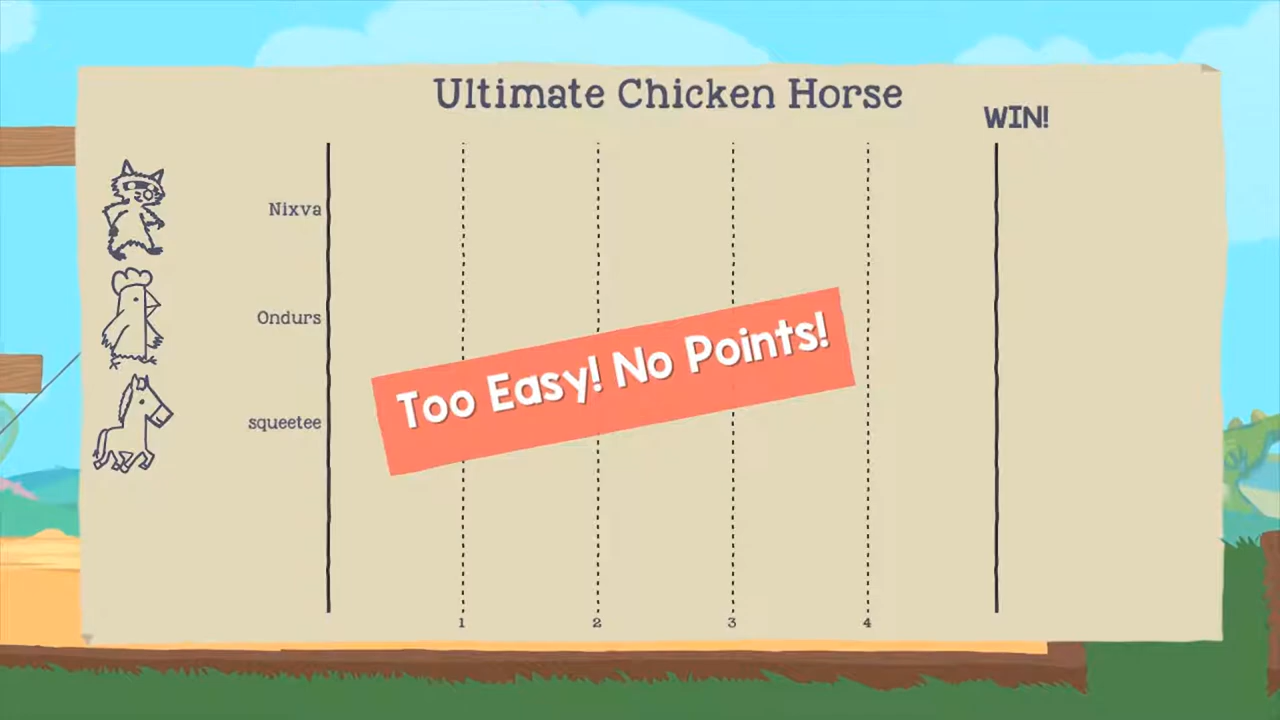 Ultimate Chicken Horse
WIN!
Nixva
Ondurs
Too Easy! No Points!
squeetee
1 2 3 4